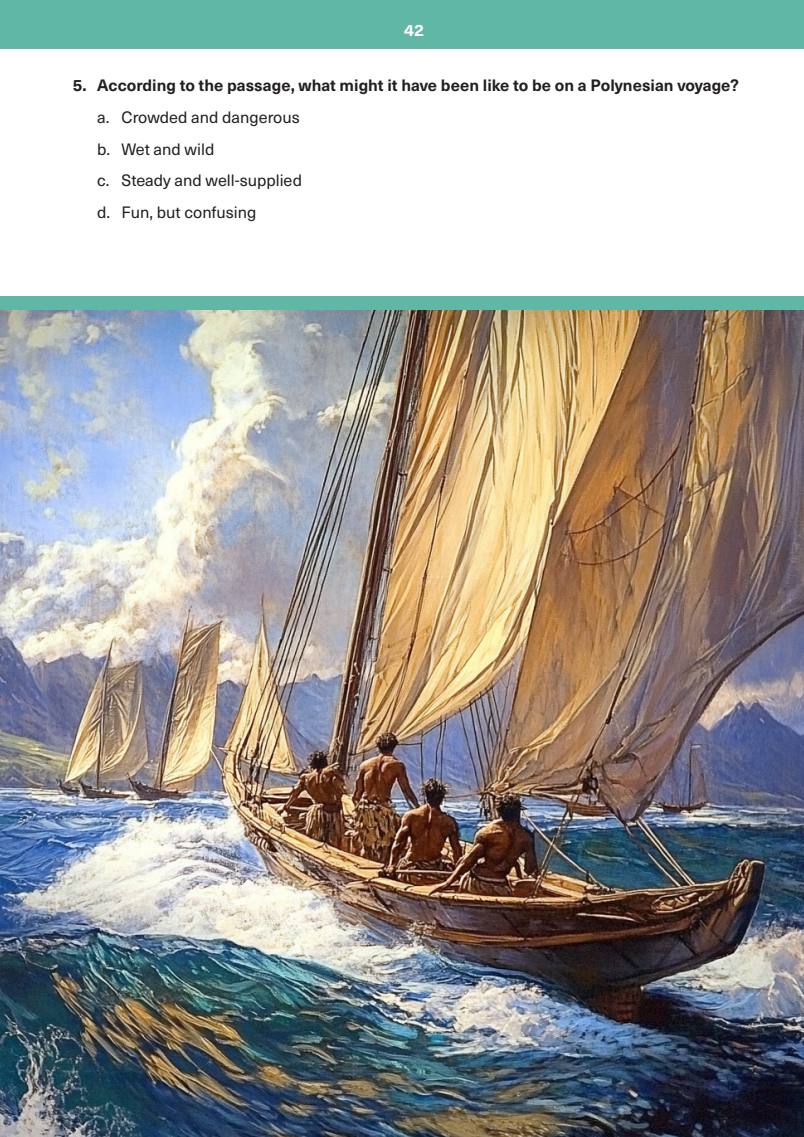 42
5. According to the passage, what might it have been like to be on a Polynesian voyage?
a. Crowded and dangerous
b. Wet and wild
c. Steady and well-supplied
d. Fun, but confusing